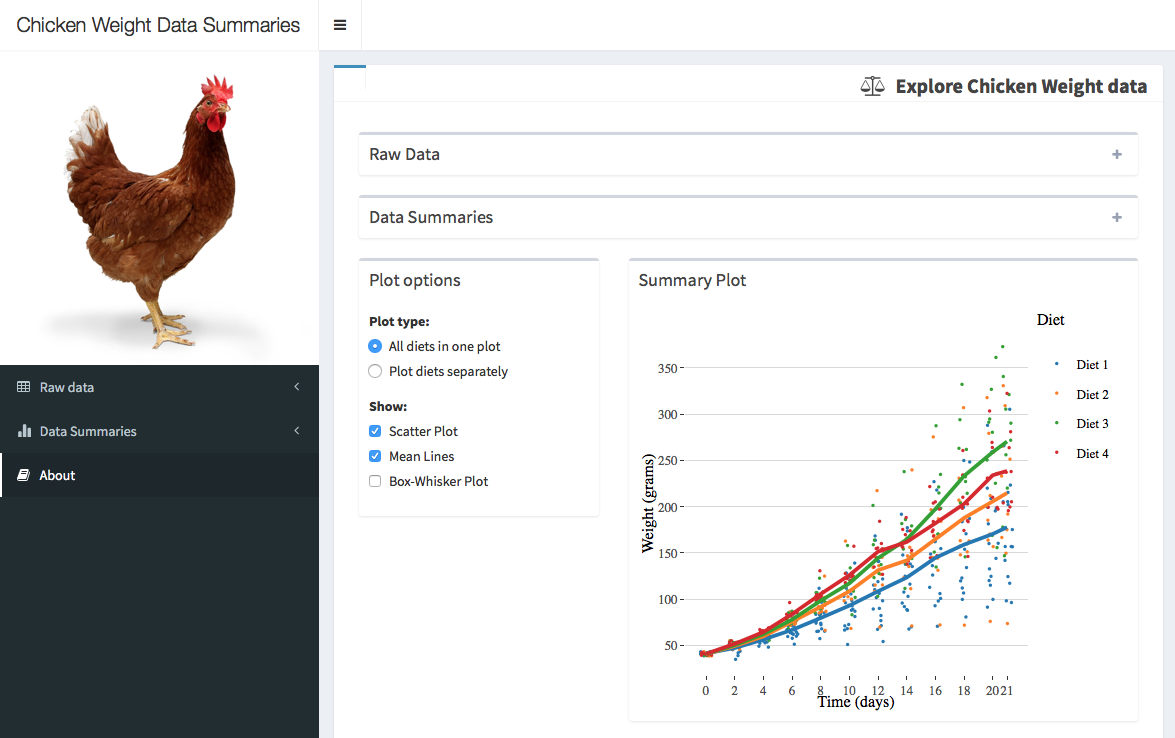 Chicken Weight Data Summaries
Explore Chicken Weight data
Raw data
Data Summaries
About
Raw Data
+
Data Summaries
+
Plot options
Plot type:
All diets in one plot
Plot diets separately
Show:
Scatter Plot
Mean Lines
Box-Whisker Plot
Summary Plot
Diet
Diet 1
Diet 2
Diet 3
Diet 4
Weight (grams)
350
300
250
200
150
100
50
0 2 4 6 8 10 12 14 16 18 20 21
Time (days)